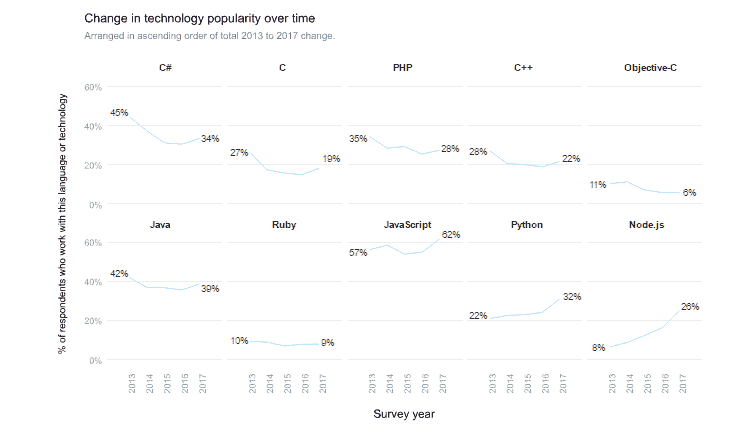 Change in technology popularity over time
Arranged in ascending order of total 2013 to 2017 change.
% of respondents who work with this language or technology
C# C PHP C++ Objective-C
60%
40%
20%
0%
45% 34%
27% 19%
35% 28%
28% 22%
11% 6%
Java Ruby JavaScript Python Node.js
60%
40%
20%
0%
42% 39%
10% 9%
57% 62%
22% 32%
8% 26%
2013 2014 2015 2016 2017
2013 2014 2015 2016 2017
2013 2014 2015 2016 2017
2013 2014 2015 2016 2017
2013 2014 2015 2016 2017
Survey year